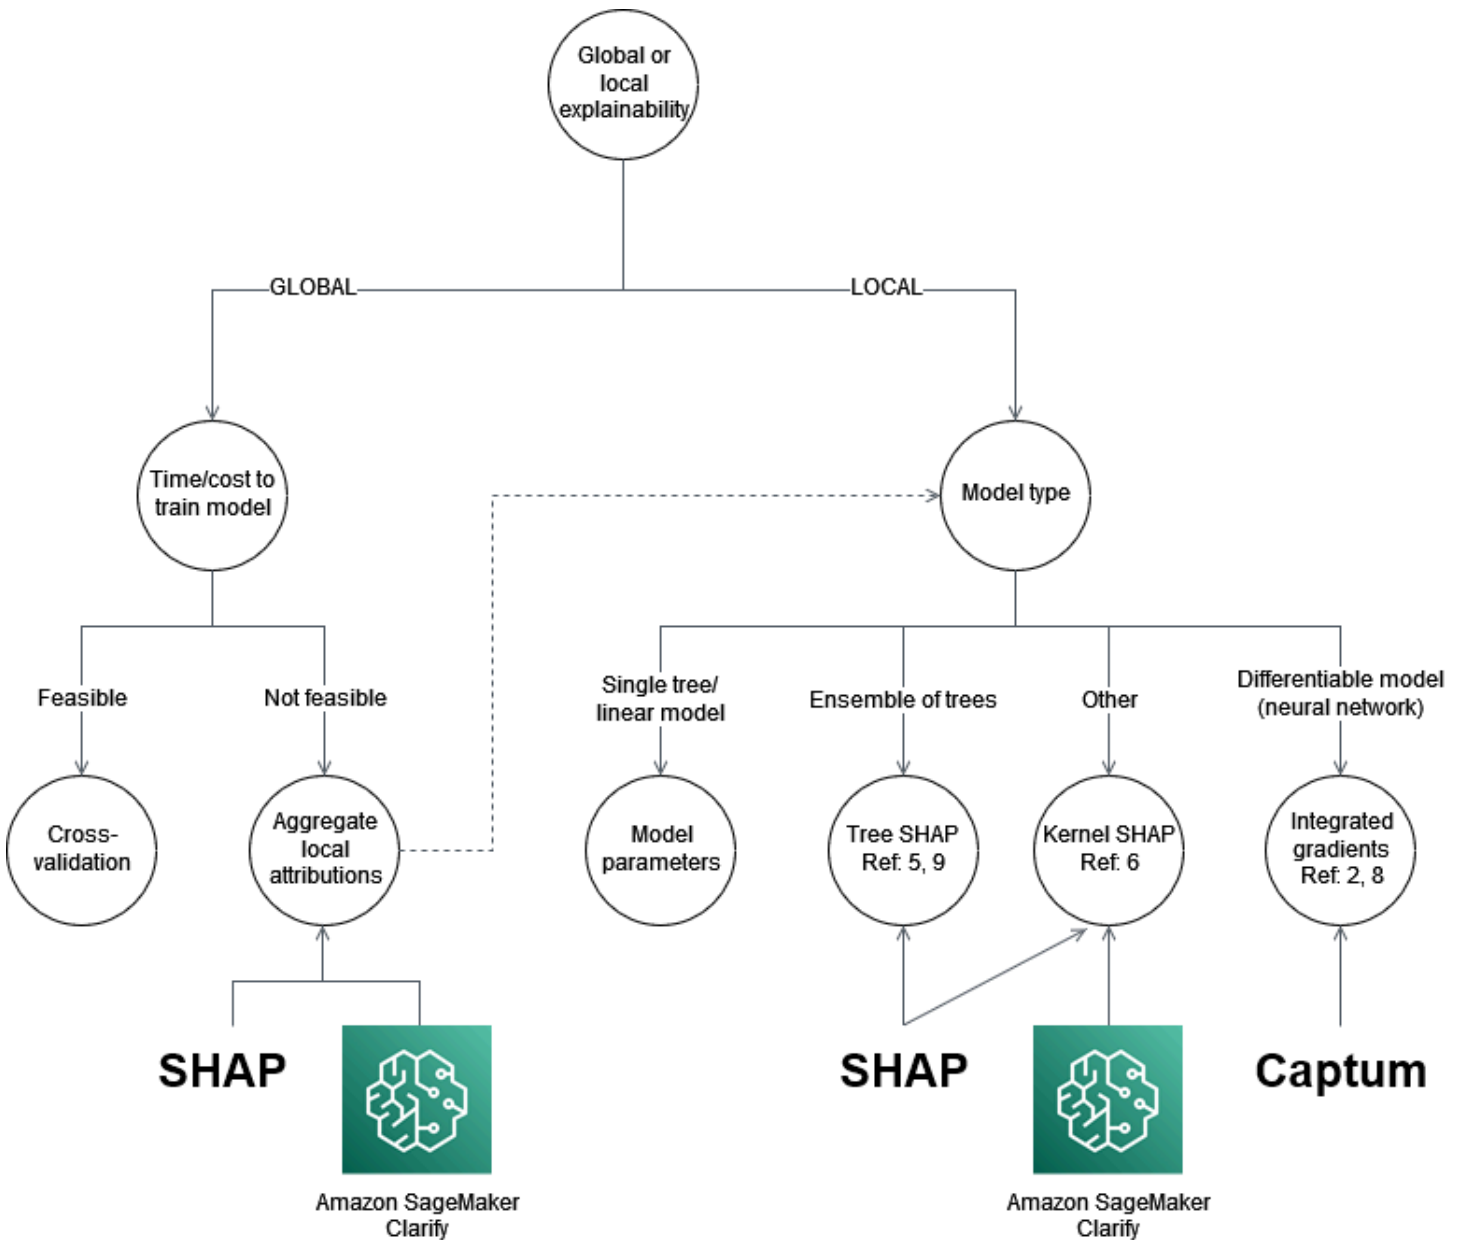 Global or
local
explainability
GLOBAL
LOCAL
Time/cost to
train model
Model type
Feasible
Not feasible
Single tree/
linear model
Ensemble of trees
Other
Differentiable model
(neural network)
Cross-
validation
Aggregate
local
attributions
Model
parameters
Tree SHAP
Ref: 5, 9
Kernel SHAP
Ref: 6
Integrated
gradients
Ref: 2, 8
SHAP
Amazon SageMaker
Clarify
SHAP
Amazon SageMaker
Clarify
Captum